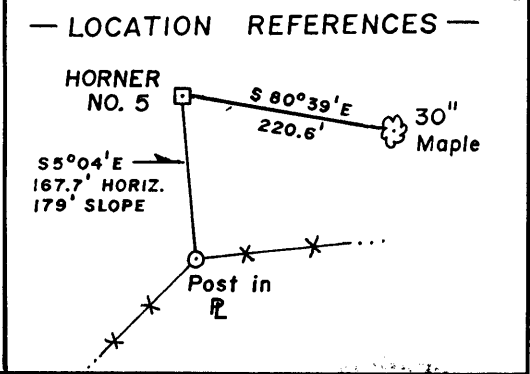 — LOCATION REFERENCES —
HORNER
NO. 5
S 80°39'E
220.6'
30"
Maple
S5°04'E
167.7' HORIZ.
179' SLOPE
Post in
PL